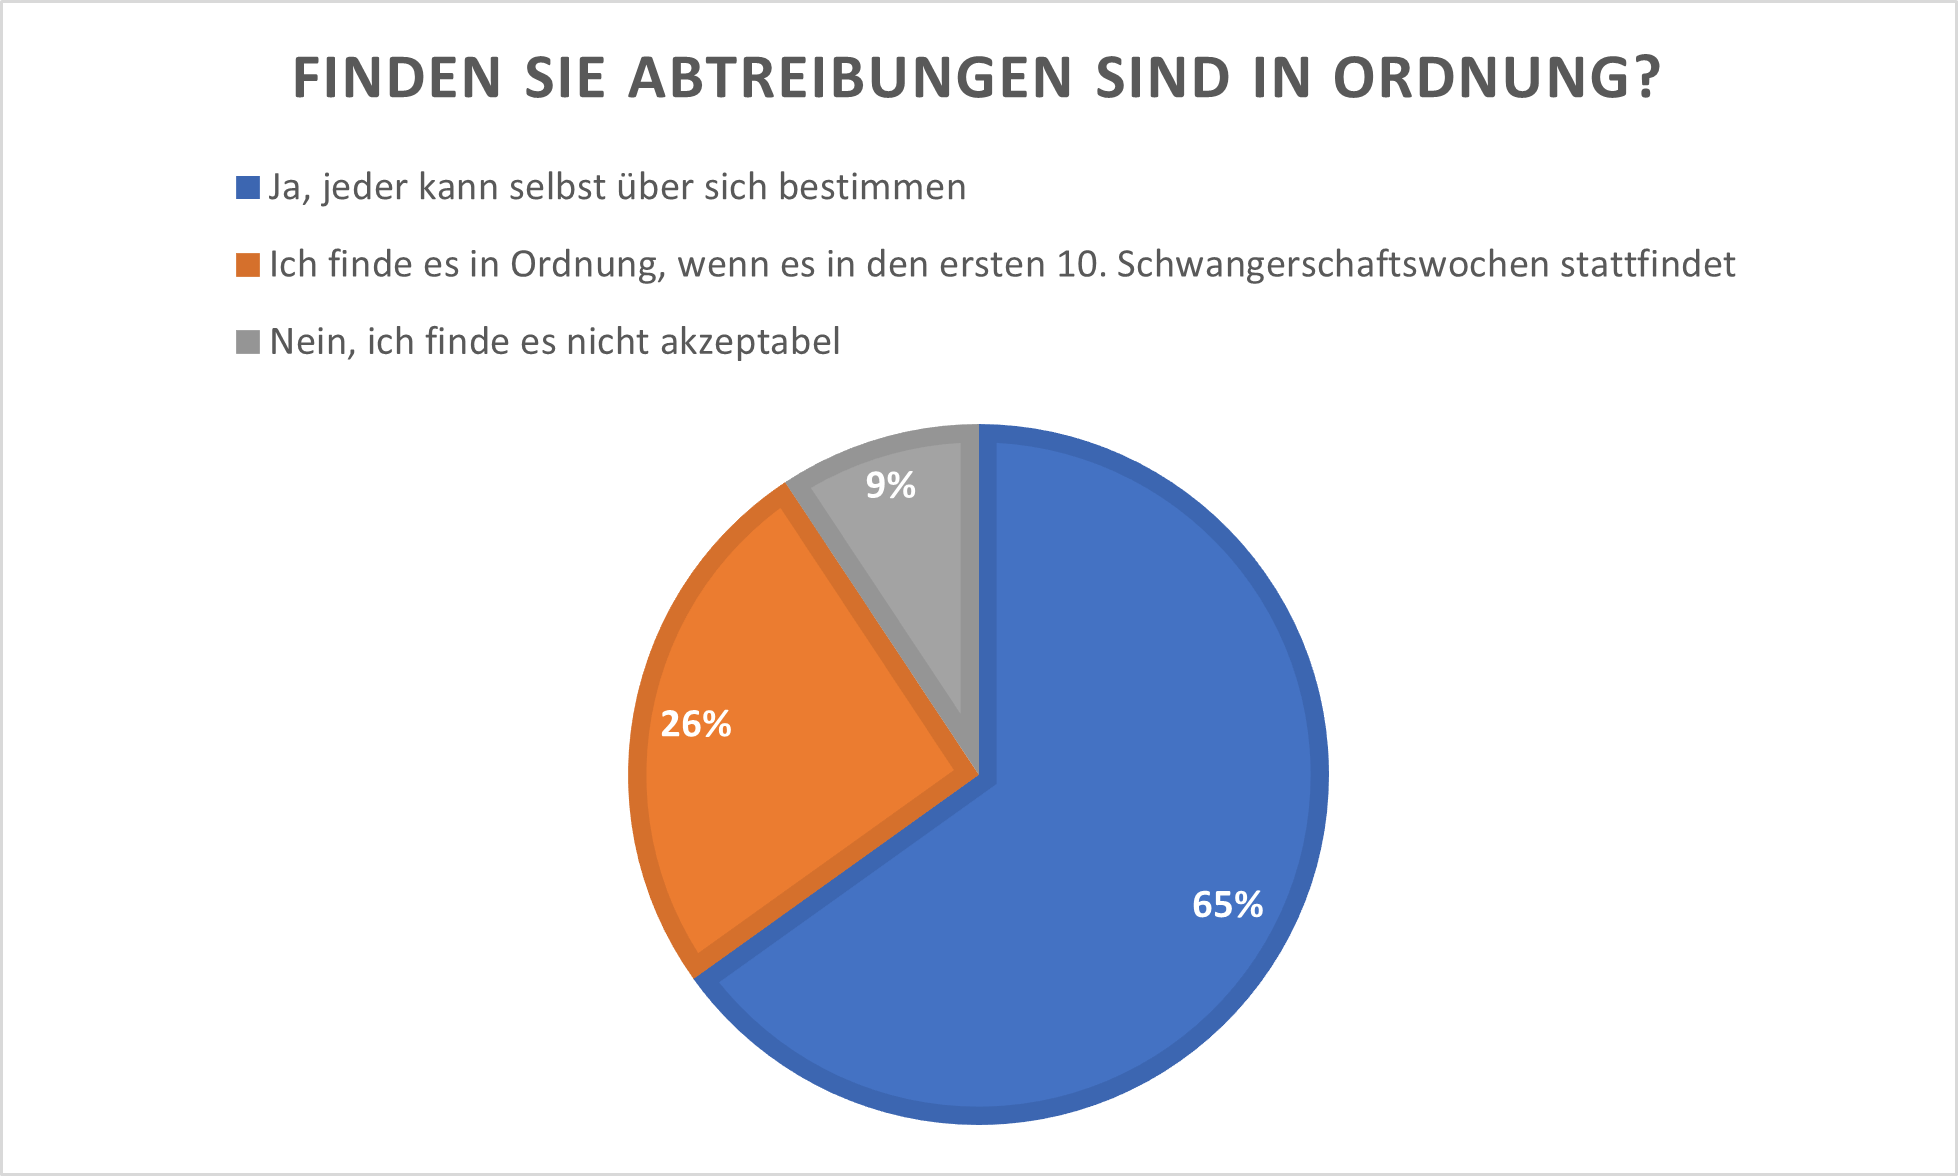 FINDEN SIE ABTREIBUNGEN SIND IN ORDNUNG?
Ja, jeder kann selbst über sich bestimmen
Ich finde es in Ordnung, wenn es in den ersten 10. Schwangerschaftswochen stattfindet
Nein, ich finde es nicht akzeptabel
9%
26%
65%